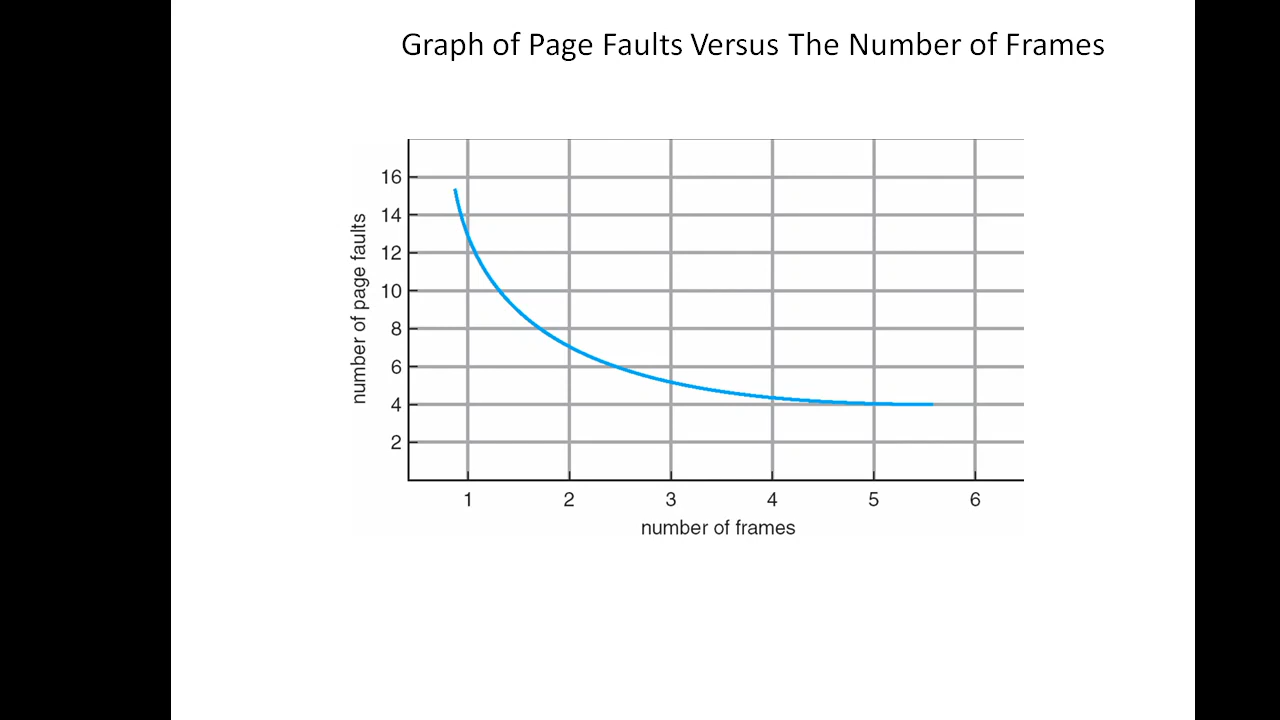 Graph of Page Faults Versus The Number of Frames
16
14
12
10
8
6
4
2
number of page faults
1 2 3 4 5 6
number of frames